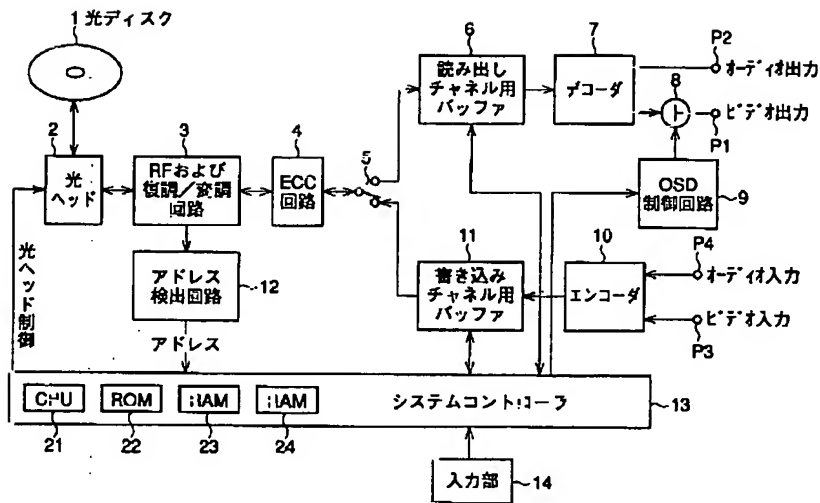 1 光ディスク
2
光
ヘッド
3
RFおよび
復調／変調
回路
4
ECC
回路
5
6
読み出し
チャネル用
バッファ
7
デコーダ
P2
オーディオ出力
8
ビデオ出力
P1
OSD
制御回路
9
10
エンコーダ
P4
オーディオ入力
ビデオ入力
P3
11
書き込み
チャネル用
バッファ
アドレス
検出回路
12
アドレス
光ヘッド制御
CPU
ROM
RAM
RAM
システムコントローラ
13
21
22
23
24
入力部
14